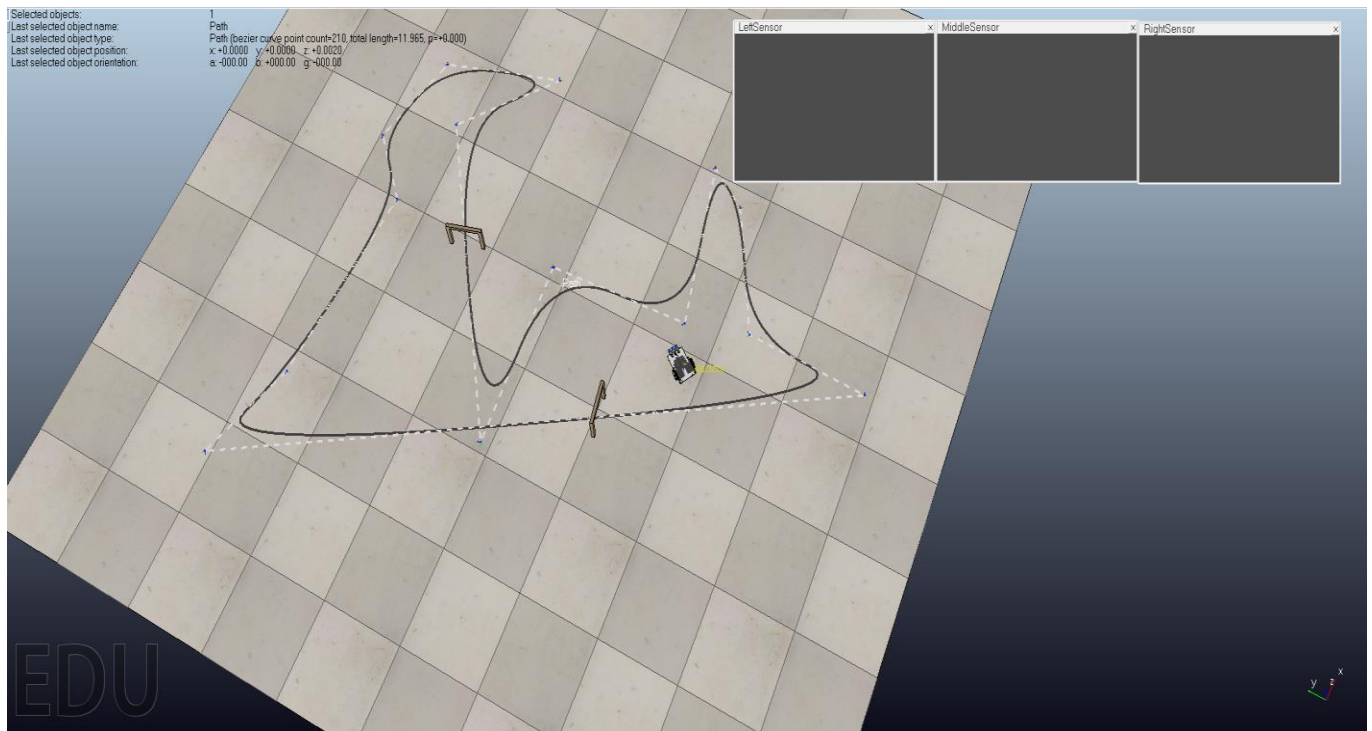 Selected objects: 1
Last selected object name: Path
Last selected object type: Path (bezier curve point count=210, total length=11.965, p=+0.000)
Last selected object position: x: +0.0000 y: +0.0000 z: +0.0020
Last selected object orientation: a: -000.00 b: +000.00 g: -000.00
LeftSensor x
MiddleSensor x
RightSensor x
EDU
x
y z